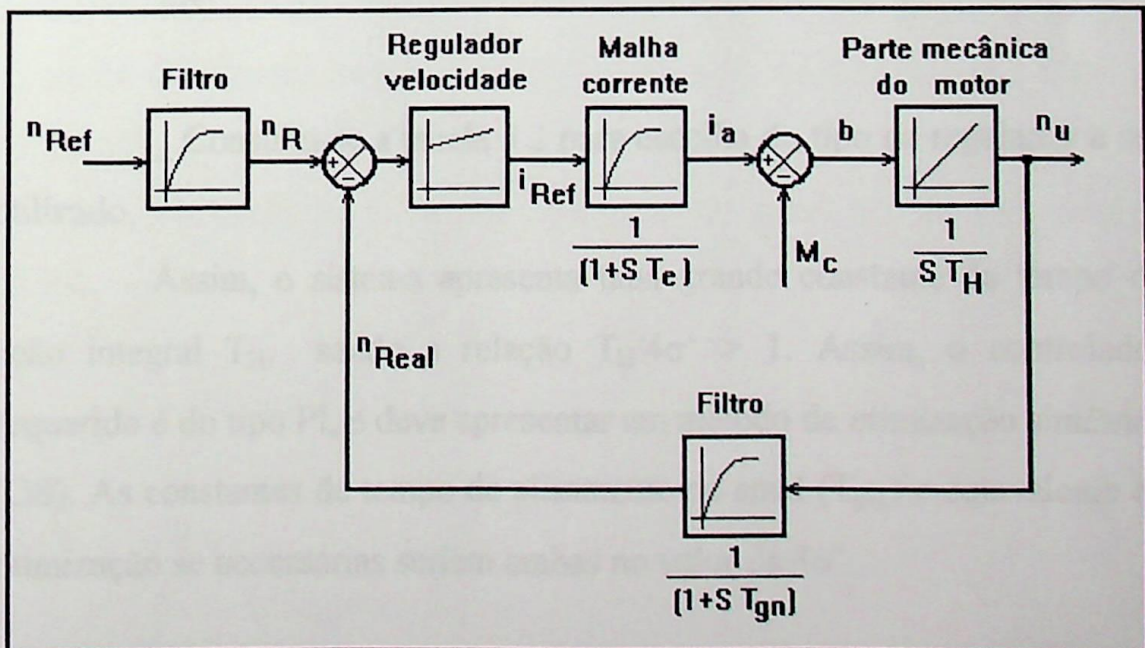 Filtro
Regulador
velocidade
Malha
corrente
Parte mecânica
do motor
n Ref
n R
i Ref
i a
b
n u
1
(1+S T e)
M c
1
S T H
n Real
Filtro
1
(1+S T gn)